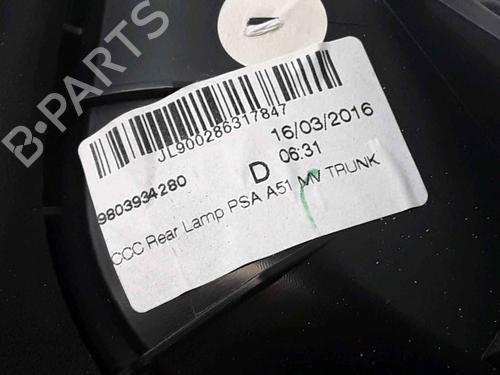 B-PARTS
JL900286317847
16/03/2016
9803934280
D
06:31
CCC Rear Lamp PSA A51 MV TRUNK